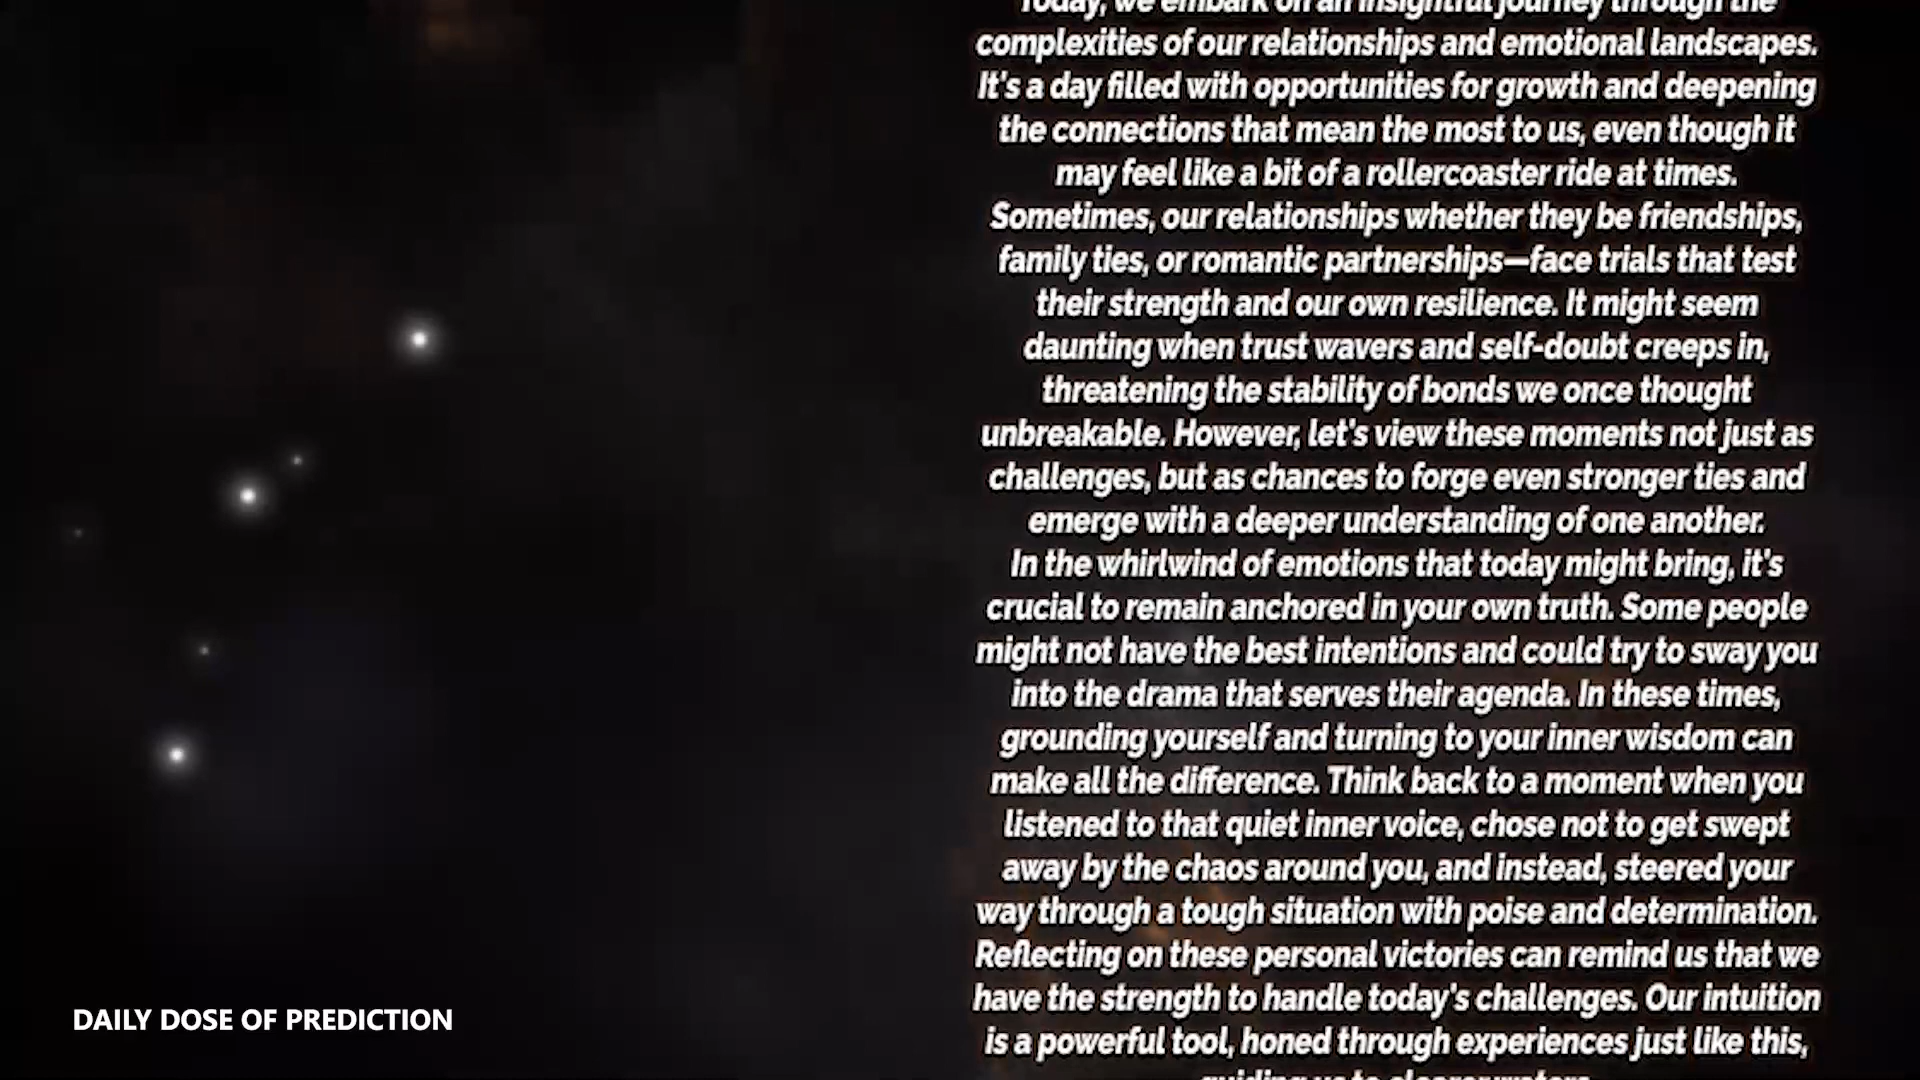 Today, we embark on an insightful journey through the
complexities of our relationships and emotional landscapes.
It's a day filled with opportunities for growth and deepening
the connections that mean the most to us, even though it
may feel like a bit of a rollercoaster ride at times.
Sometimes, our relationships whether they be friendships,
family ties, or romantic partnerships—face trials that test
their strength and our own resilience. It might seem
daunting when trust wavers and self-doubt creeps in,
threatening the stability of bonds we once thought
unbreakable. However, let's view these moments not just as
challenges, but as chances to forge even stronger ties and
emerge with a deeper understanding of one another.
In the whirlwind of emotions that today might bring, it's
crucial to remain anchored in your own truth. Some people
might not have the best intentions and could try to sway you
into the drama that serves their agenda. In these times,
grounding yourself and turning to your inner wisdom can
make all the difference. Think back to a moment when you
listened to that quiet inner voice, chose not to get swept
away by the chaos around you, and instead, steered your
way through a tough situation with poise and determination.
Reflecting on these personal victories can remind us that we
have the strength to handle today's challenges. Our intuition
is a powerful tool, honed through experiences just like this,
DAILY DOSE OF PREDICTION